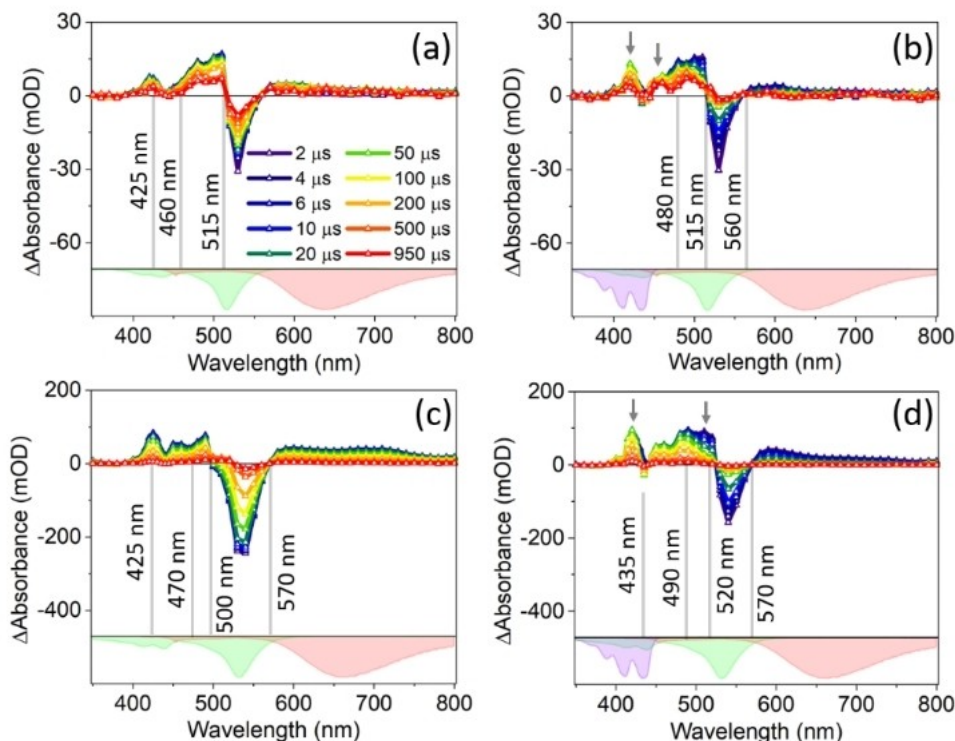 30
0
-30
-60
ΔAbsorbance (mOD)
(a)
2 μs 50 μs
4 μs 100 μs
6 μs 200 μs
10 μs 500 μs
20 μs 950 μs
425 nm
460 nm
515 nm
400 500 600 700 800
Wavelength (nm)
30
0
-30
-60
ΔAbsorbance (mOD)
(b)
480 nm
515 nm
560 nm
400 500 600 700 800
Wavelength (nm)
200
0
-200
-400
ΔAbsorbance (mOD)
(c)
425 nm
470 nm
500 nm
570 nm
400 500 600 700 800
Wavelength (nm)
200
0
-200
-400
ΔAbsorbance (mOD)
(d)
435 nm
490 nm
520 nm
570 nm
400 500 600 700 800
Wavelength (nm)